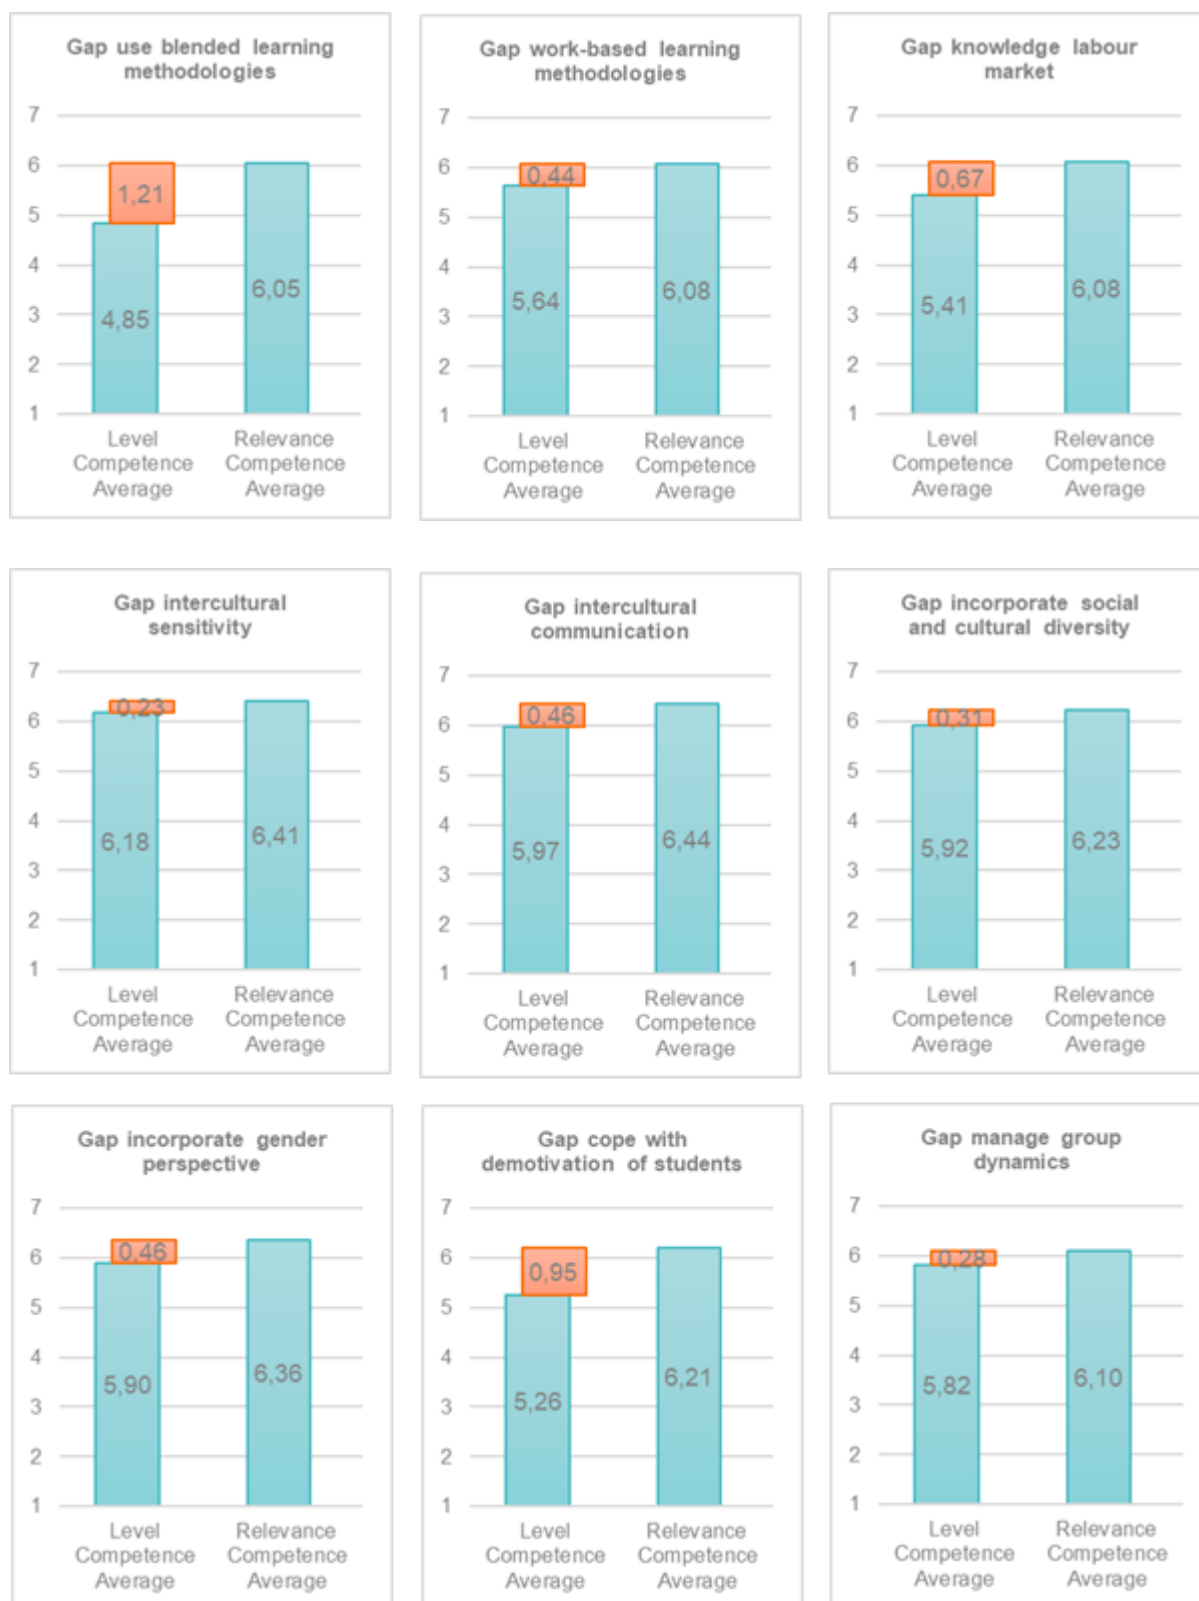 Gap use blended learning
methodologies
7
6
5
4
3
2
1
1,21
4,85
6,05
Level
Competence
Average
Relevance
Competence
Average
Gap work-based learning
methodologies
7
6
5
4
3
2
1
0,44
5,64
6,08
Level
Competence
Average
Relevance
Competence
Average
Gap knowledge labour
market
7
6
5
4
3
2
1
0,67
5,41
6,08
Level
Competence
Average
Relevance
Competence
Average
Gap intercultural
sensitivity
7
6
5
4
3
2
1
0,23
6,18
6,41
Level
Competence
Average
Relevance
Competence
Average
Gap intercultural
communication
7
6
5
4
3
2
1
0,46
5,97
6,44
Level
Competence
Average
Relevance
Competence
Average
Gap incorporate social
and cultural diversity
7
6
5
4
3
2
1
0,31
5,92
6,23
Level
Competence
Average
Relevance
Competence
Average
Gap incorporate gender
perspective
7
6
5
4
3
2
1
0,46
5,90
6,36
Level
Competence
Average
Relevance
Competence
Average
Gap cope with
demotivation of students
7
6
5
4
3
2
1
0,95
5,26
6,21
Level
Competence
Average
Relevance
Competence
Average
Gap manage group
dynamics
7
6
5
4
3
2
1
0,28
5,82
6,10
Level
Competence
Average
Relevance
Competence
Average